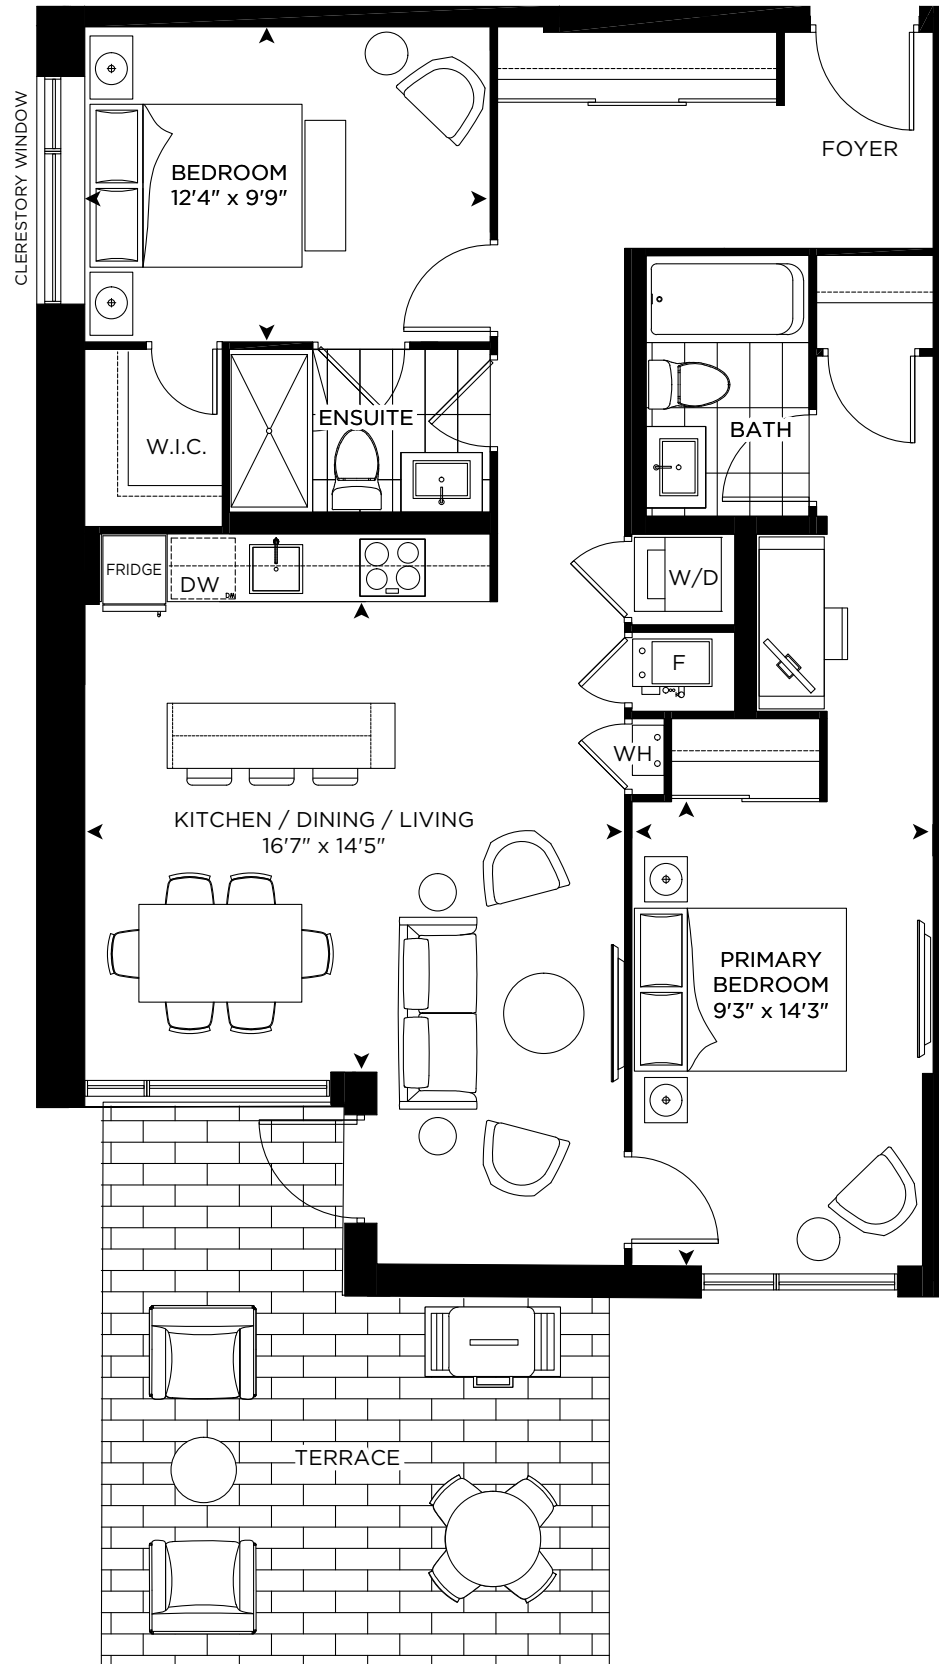 CLERESTORY WINDOW
BEDROOM
12'4" x 9'9"
FOYER
W.I.C.
ENSUITE
BATH
FRIDGE
DW
DW
W/D
F
WH
KITCHEN / DINING / LIVING
16'7" x 14'5"
PRIMARY
BEDROOM
9'3" x 14'3"
TERRACE